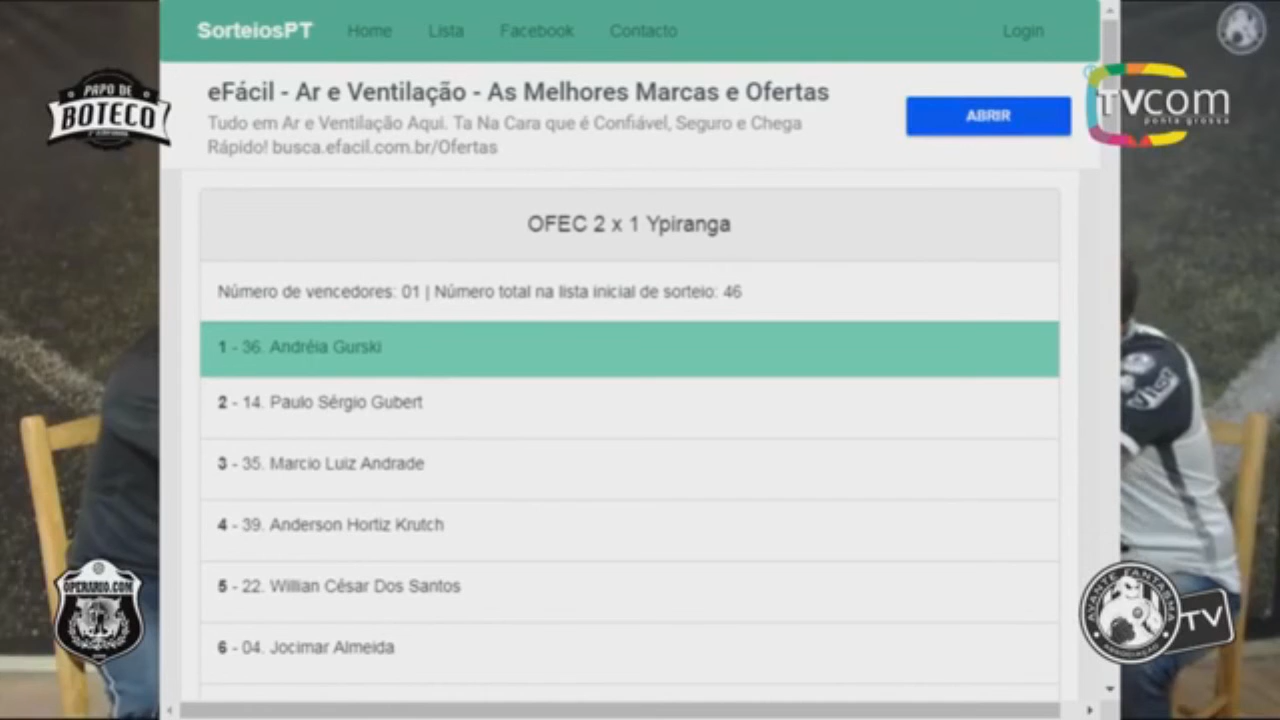 SorteiosPT Home Lista Facebook Contacto Login
PAPO DE
BOTECO
eFácil - Ar e Ventilação - As Melhores Marcas e Ofertas
Tudo em Ar e Ventilação Aqui. Ta Na Cara que é Confiável, Seguro e Chega
Rápido! busca.efacil.com.br/Ofertas
ABRIR
TVcom
ponta grossa
OFEC 2 x 1 Ypiranga
Número de vencedores: 01 | Número total na lista inicial de sorteio: 46
1 - 36. Andréia Gurski
2 - 14. Paulo Sérgio Gubert
3 - 35. Marcio Luiz Andrade
4 - 39. Anderson Hortiz Krutch
5 - 22. Willian César Dos Santos
6 - 04. Jocimar Almeida
OPERARIO.COM
AVANTE FANTASMA
ASSOCIAÇÃO
TV